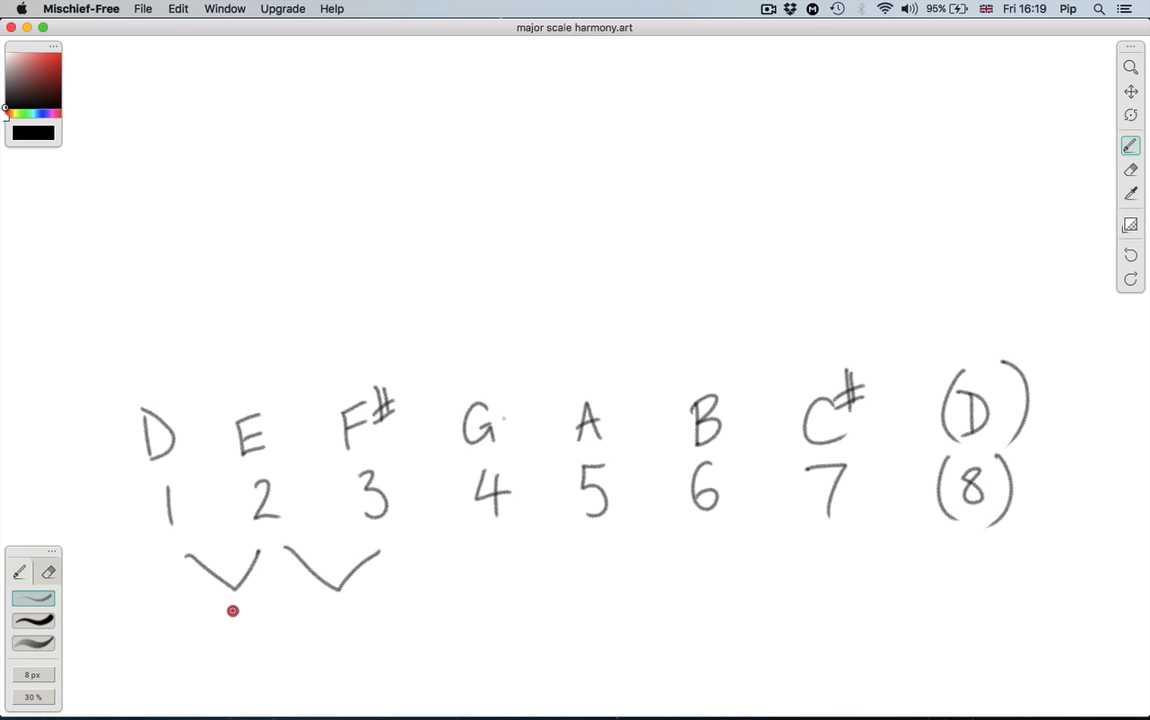 Mischief-Free File Edit Window Upgrade Help 95% Fri 16:19 Pip
major scale harmony.art
D E F# G A B C# (D)
1 2 3 4 5 6 7 (8)
8 px
30 %